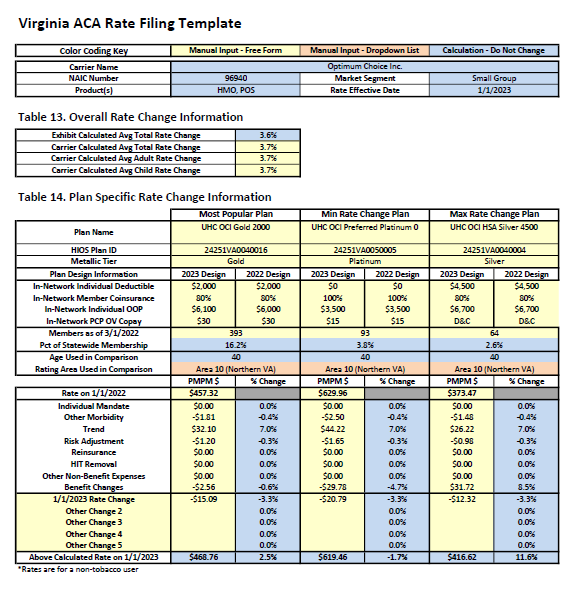 Virginia ACA Rate Filing Template
Color Coding Key Manual Input - Free Form Manual Input - Dropdown List Calculation - Do Not Change
Carrier Name Optimum Choice Inc.
NAIC Number 96940 Market Segment Small Group
Product(s) HMO, POS Rate Effective Date 1/1/2023
Table 13. Overall Rate Change Information
Exhibit Calculated Avg Total Rate Change 3.6%
Carrier Calculated Avg Total Rate Change 3.7%
Carrier Calculated Avg Adult Rate Change 3.7%
Carrier Calculated Avg Child Rate Change 3.7%
Table 14. Plan Specific Rate Change Information
Most Popular Plan Min Rate Change Plan Max Rate Change Plan
Plan Name UHC OCI Gold 2000 UHC OCI Preferred Platinum 0 UHC OCI HSA Silver 4500
HIOS Plan ID 24251VA0040016 24251VA0050005 24251VA0040004
Metallic Tier Gold Platinum Silver
Plan Design Information 2023 Design 2022 Design 2023 Design 2022 Design 2023 Design 2022 Design
In-Network Individual Deductible $2,000 $2,000 $0 $0 $4,500 $4,500
In-Network Member Coinsurance 80% 80% 100% 100% 80% 80%
In-Network Individual OOP $6,100 $6,000 $3,500 $3,500 $6,700 $6,700
In-Network PCP OV Copay $30 $30 $15 $15 D&C D&C
Members as of 3/1/2022 393 93 64
Pct of Statewide Membership 16.2% 3.8% 2.6%
Age Used in Comparison 40 40 40
Rating Area Used in Comparison Area 10 (Northern VA) Area 10 (Northern VA) Area 10 (Northern VA)
PMPM $ % Change PMPM $ % Change PMPM $ % Change
Rate on 1/1/2022 $457.32 $629.96 $373.47
Individual Mandate $0.00 0.0% $0.00 0.0% $0.00 0.0%
Other Morbidity -$1.81 -0.4% -$2.50 -0.4% -$1.48 -0.4%
Trend $32.10 7.0% $44.22 7.0% $26.22 7.0%
Risk Adjustment -$1.20 -0.3% -$1.65 -0.3% -$0.98 -0.3%
Reinsurance $0.00 0.0% $0.00 0.0% $0.00 0.0%
HIT Removal $0.00 0.0% $0.00 0.0% $0.00 0.0%
Other Non-Benefit Expenses $0.00 0.0% $0.00 0.0% $0.00 0.0%
Benefit Changes -$2.56 -0.6% -$29.78 -4.7% $31.72 8.5%
1/1/2023 Rate Change -$15.09 -3.3% -$20.79 -3.3% -$12.32 -3.3%
Other Change 2 0.0% 0.0% 0.0%
Other Change 3 0.0% 0.0% 0.0%
Other Change 4 0.0% 0.0% 0.0%
Other Change 5 0.0% 0.0% 0.0%
Above Calculated Rate on 1/1/2023 $468.76 2.5% $619.46 -1.7% $416.62 11.6%
*Rates are for a non-tobacco user